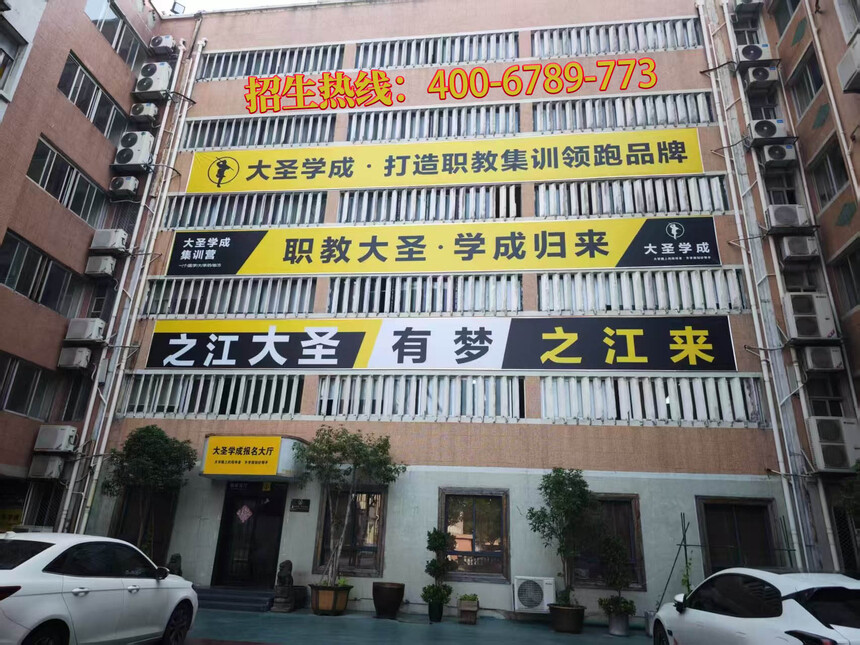 招生热线：400-6789-773
大圣学成·打造职教集训领跑品牌
大圣学成
集训营
职教大圣·学成归来
大圣学成
之江大圣 有梦 之江来
大圣学成报名大厅